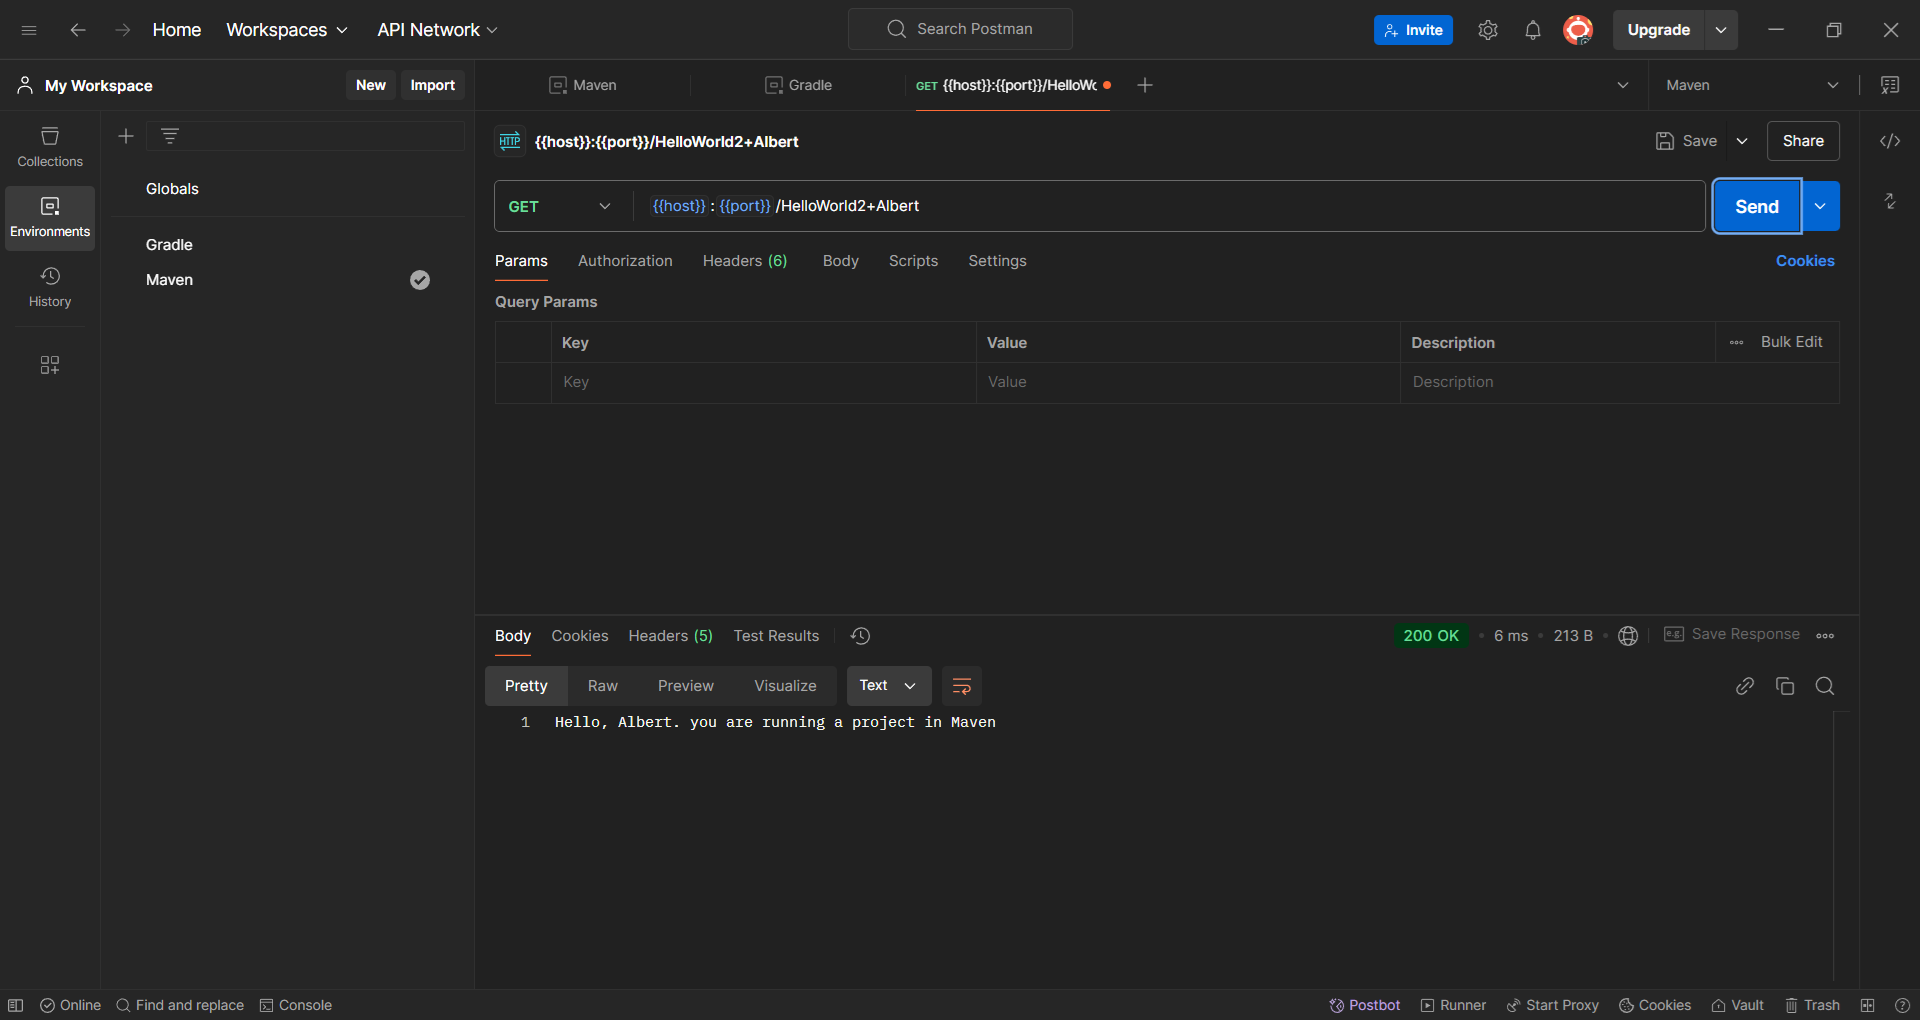 Home Workspaces API Network Search Postman Invite Upgrade
My Workspace New Import Maven Gradle GET {{host}}:{{port}}/HelloWc Maven
Collections
Environments
History
Globals
Gradle
Maven
HTTP {{host}}:{{port}}/HelloWorld2+Albert Save Share
GET {{host}}:{{port}}/HelloWorld2+Albert Send
Params Authorization Headers (6) Body Scripts Settings Cookies
Query Params
Key Value Description Bulk Edit
Key Value Description
Body Cookies Headers (5) Test Results 200 OK 6 ms 213 B e.g. Save Response
Pretty Raw Preview Visualize Text
1 Hello, Albert. you are running a project in Maven
Online Find and replace Console Postbot Runner Start Proxy Cookies Vault Trash